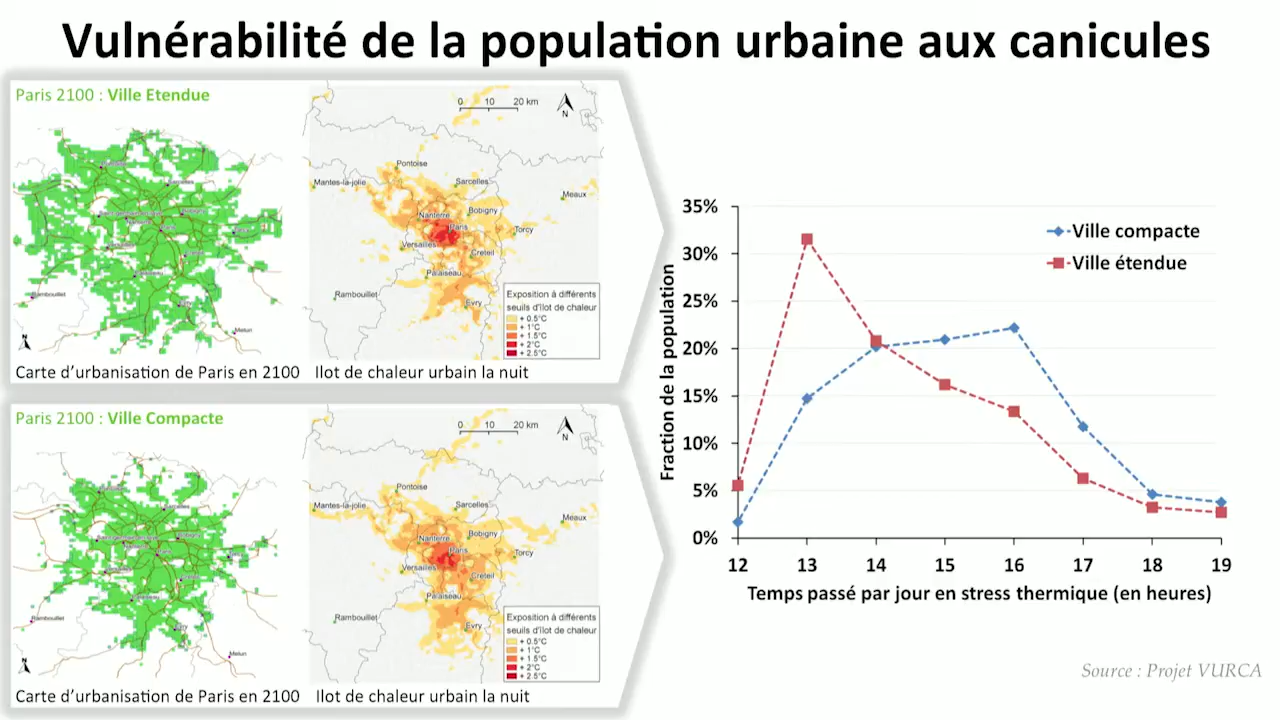 Vulnérabilité de la population urbaine aux canicules
Paris 2100 : Ville Etendue
Sarcelles
Bobigny
Palaiseau
Rambouillet
Melun
N
Carte d'urbanisation de Paris en 2100
0 10 20 km
N
Pontoise
Mantes-la-jolie
Sarcelles
Meaux
Nanterre
Bobigny
Paris
Torcy
Versailles
Creteil
Palaiseau
Rambouillet
Evry
Exposition à différents
seuils d'îlot de chaleur
+ 0.5°C
+ 1°C
+ 1.5°C
+ 2°C
+ 2.5°C
Ilot de chaleur urbain la nuit
Paris 2100 : Ville Compacte
Sarcelles
Palaiseau
Rambouillet
Melun
N
Carte d'urbanisation de Paris en 2100
0 10 20 km
N
Pontoise
Mantes-la-jolie
Sarcelles
Meaux
Nanterre
Bobigny
Paris
Torcy
Versailles
Creteil
Palaiseau
Rambouillet
Evry
Exposition à différents
seuils d'îlot de chaleur
+ 0.5°C
+ 1°C
+ 1.5°C
+ 2°C
+ 2.5°C
Ilot de chaleur urbain la nuit
Fraction de la population
35%
30%
25%
20%
15%
10%
5%
0%
Ville compacte
Ville étendue
12 13 14 15 16 17 18 19
Temps passé par jour en stress thermique (en heures)
Source : Projet VURCA